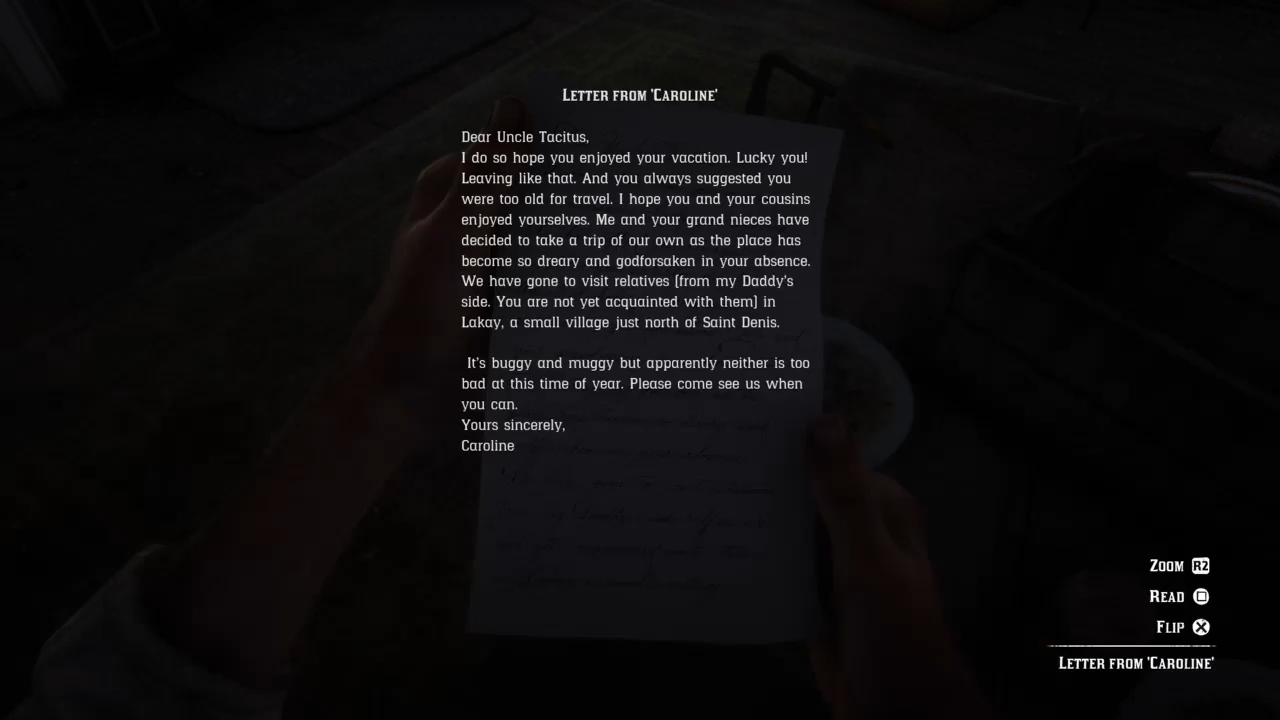 Letter from 'Caroline'
Dear Uncle Tacitus,
I do so hope you enjoyed your vacation. Lucky you!
Leaving like that. And you always suggested you
were too old for travel. I hope you and your cousins
enjoyed yourselves. Me and your grand nieces have
decided to take a trip of our own as the place has
become so dreary and godforsaken in your absence.
We have gone to visit relatives (from my Daddy's
side. You are not yet acquainted with them) in
Lakay, a small village just north of Saint Denis.
It's buggy and muggy but apparently neither is too
bad at this time of year. Please come see us when
you can.
Yours sincerely,
Caroline
Zoom R2
Read
Flip
Letter from 'Caroline'